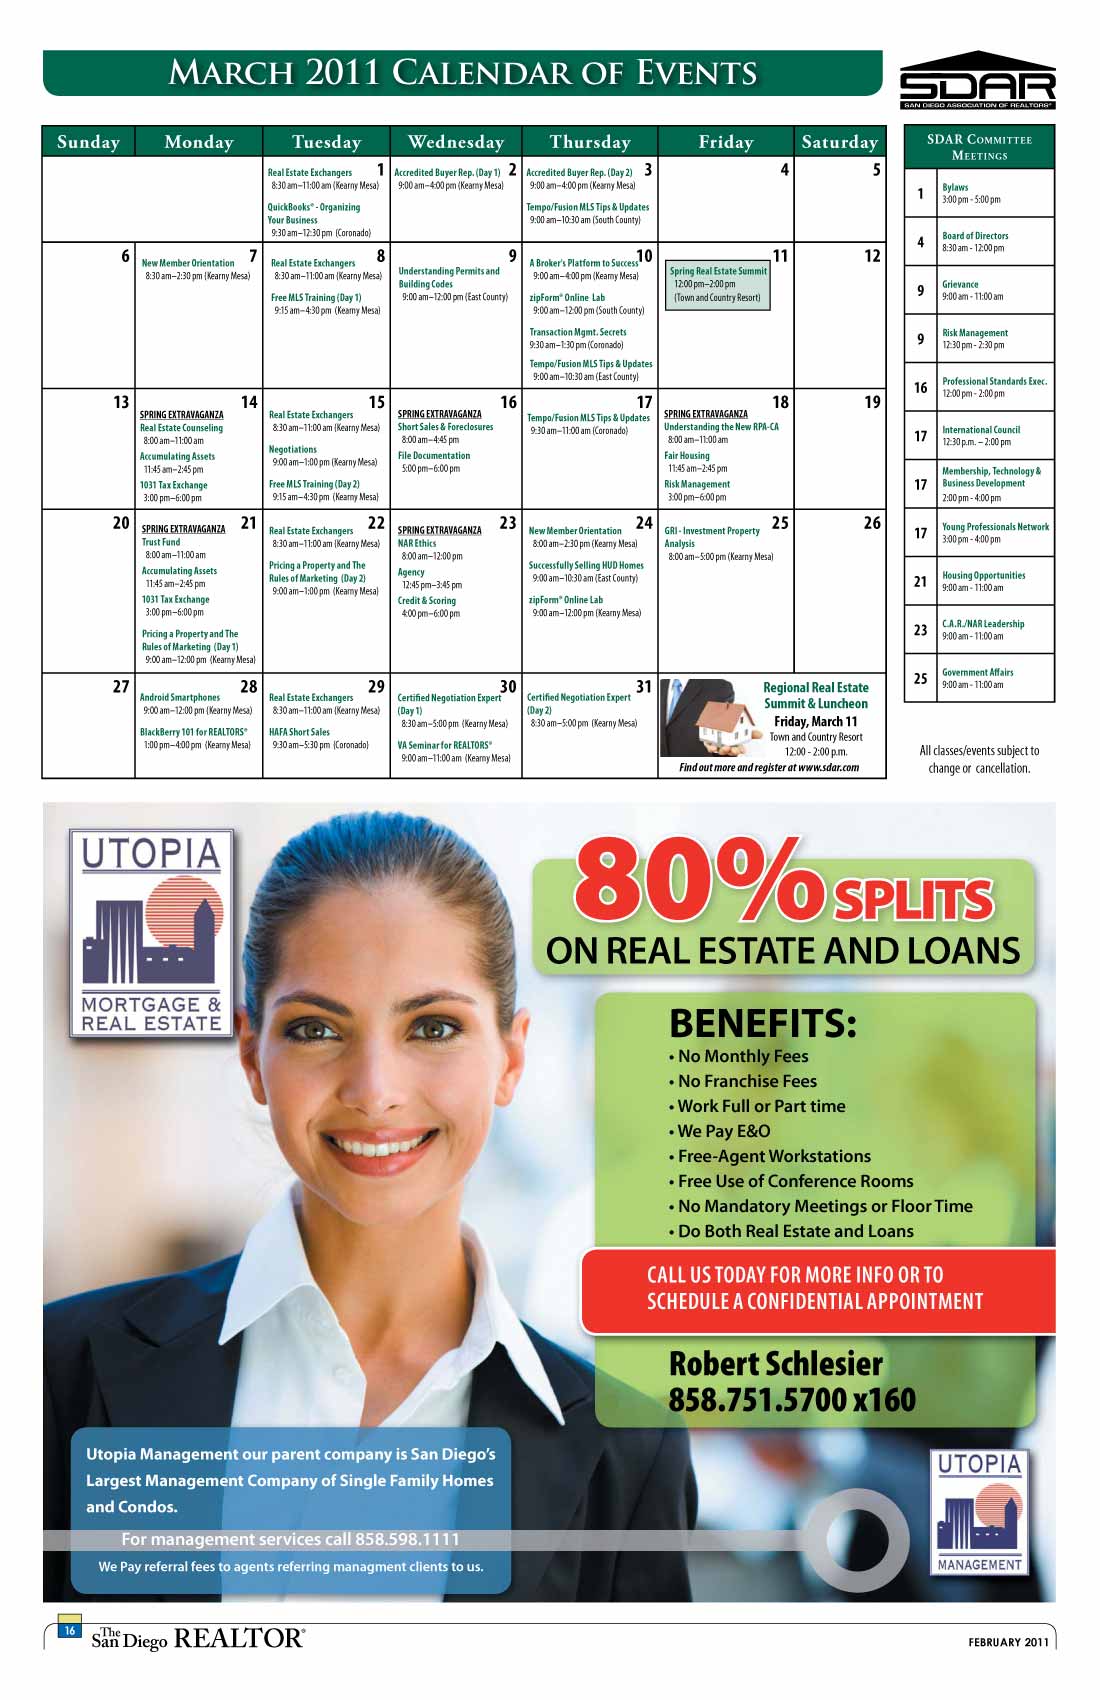 MARCH 2011 CALENDAR OF EVENTS
SDAR
SAN DIEGO ASSOCIATION OF REALTORS®
Sunday Monday Tuesday Wednesday Thursday Friday Saturday
1
Real Estate Exchangers
8:30 am–11:00 am (Kearny Mesa)
QuickBooks® - Organizing
Your Business
9:30 am–12:30 pm (Coronado)
2
Accredited Buyer Rep. (Day 1)
9:00 am–4:00 pm (Kearny Mesa)
3
Accredited Buyer Rep. (Day 2)
9:00 am–4:00 pm (Kearny Mesa)
Tempo/Fusion MLS Tips & Updates
9:00 am–10:30 am (South County)
4
5
6
7
New Member Orientation
8:30 am–2:30 pm (Kearny Mesa)
8
Real Estate Exchangers
8:30 am–11:00 am (Kearny Mesa)
Free MLS Training (Day 1)
9:15 am–4:30 pm (Kearny Mesa)
9
Understanding Permits and
Building Codes
9:00 am–12:00 pm (East County)
10
A Broker's Platform to Success
9:00 am–4:00 pm (Kearny Mesa)
zipForm® Online Lab
9:00 am–12:00 pm (South County)
Transaction Mgmt. Secrets
9:30 am–1:30 pm (Coronado)
Tempo/Fusion MLS Tips & Updates
9:00 am–10:30 am (East County)
11
Spring Real Estate Summit
12:00 pm–2:00 pm
(Town and Country Resort)
12
13
14
SPRING EXTRAVAGANZA
Real Estate Counseling
8:00 am–11:00 am
Accumulating Assets
11:45 am–2:45 pm
1031 Tax Exchange
3:00 pm–6:00 pm
15
Real Estate Exchangers
8:30 am–11:00 am (Kearny Mesa)
Negotiations
9:00 am–1:00 pm (Kearny Mesa)
Free MLS Training (Day 2)
9:15 am–4:30 pm (Kearny Mesa)
16
SPRING EXTRAVAGANZA
Short Sales & Foreclosures
8:00 am–4:45 pm
File Documentation
5:00 pm–6:00 pm
17
Tempo/Fusion MLS Tips & Updates
9:30 am–11:00 am (Coronado)
18
SPRING EXTRAVAGANZA
Understanding the New RPA-CA
8:00 am–11:00 am
Fair Housing
11:45 am–2:45 pm
Risk Management
3:00 pm–6:00 pm
19
20
21
SPRING EXTRAVAGANZA
Trust Fund
8:00 am–11:00 am
Accumulating Assets
11:45 am–2:45 pm
1031 Tax Exchange
3:00 pm–6:00 pm
Pricing a Property and The
Rules of Marketing (Day 1)
9:00 am–12:00 pm (Kearny Mesa)
22
Real Estate Exchangers
8:30 am–11:00 am (Kearny Mesa)
Pricing a Property and The
Rules of Marketing (Day 2)
9:00 am–1:00 pm (Kearny Mesa)
23
SPRING EXTRAVAGANZA
NAR Ethics
8:00 am–12:00 pm
Agency
12:45 pm–3:45 pm
Credit & Scoring
4:00 pm–6:00 pm
24
New Member Orientation
8:00 am–2:30 pm (Kearny Mesa)
Successfully Selling HUD Homes
9:00 am–10:30 am (East County)
zipForm® Online Lab
9:00 am–12:00 pm (Kearny Mesa)
25
GRI - Investment Property
Analysis
8:00 am–5:00 pm (Kearny Mesa)
26
27
28
Android Smartphones
9:00 am–12:00 pm (Kearny Mesa)
BlackBerry 101 for REALTORS®
1:00 pm–4:00 pm (Kearny Mesa)
29
Real Estate Exchangers
8:30 am–11:00 am (Kearny Mesa)
HAFA Short Sales
9:30 am–5:30 pm (Coronado)
30
Certified Negotiation Expert
(Day 1)
8:30 am–5:00 pm (Kearny Mesa)
VA Seminar for REALTORS®
9:00 am–11:00 am (Kearny Mesa)
31
Certified Negotiation Expert
(Day 2)
8:30 am–5:00 pm (Kearny Mesa)
Regional Real Estate
Summit & Luncheon
Friday, March 11
Town and Country Resort
12:00 - 2:00 p.m.
Find out more and register at www.sdar.com
SDAR COMMITTEE
MEETINGS
1 Bylaws
3:00 pm - 5:00 pm
4 Board of Directors
8:30 am - 12:00 pm
9 Grievance
9:00 am - 11:00 am
9 Risk Management
12:30 pm - 2:30 pm
16 Professional Standards Exec.
12:00 pm - 2:00 pm
17 International Council
12:30 p.m. – 2:00 pm
17 Membership, Technology &
Business Development
2:00 pm - 4:00 pm
17 Young Professionals Network
3:00 pm - 4:00 pm
21 Housing Opportunities
9:00 am - 11:00 am
23 C.A.R./NAR Leadership
9:00 am - 11:00 am
25 Government Affairs
9:00 am - 11:00 am
All classes/events subject to
change or cancellation.
UTOPIA
MORTGAGE &
REAL ESTATE
80% SPLITS
ON REAL ESTATE AND LOANS
BENEFITS:
• No Monthly Fees
• No Franchise Fees
• Work Full or Part time
• We Pay E&O
• Free-Agent Workstations
• Free Use of Conference Rooms
• No Mandatory Meetings or Floor Time
• Do Both Real Estate and Loans
CALL US TODAY FOR MORE INFO OR TO
SCHEDULE A CONFIDENTIAL APPOINTMENT
Robert Schlesier
858.751.5700 x160
Utopia Management our parent company is San Diego's
Largest Management Company of Single Family Homes
and Condos.
For management services call 858.598.1111
We Pay referral fees to agents referring managment clients to us.
UTOPIA
MANAGEMENT
16
The San Diego REALTOR®
FEBRUARY 2011